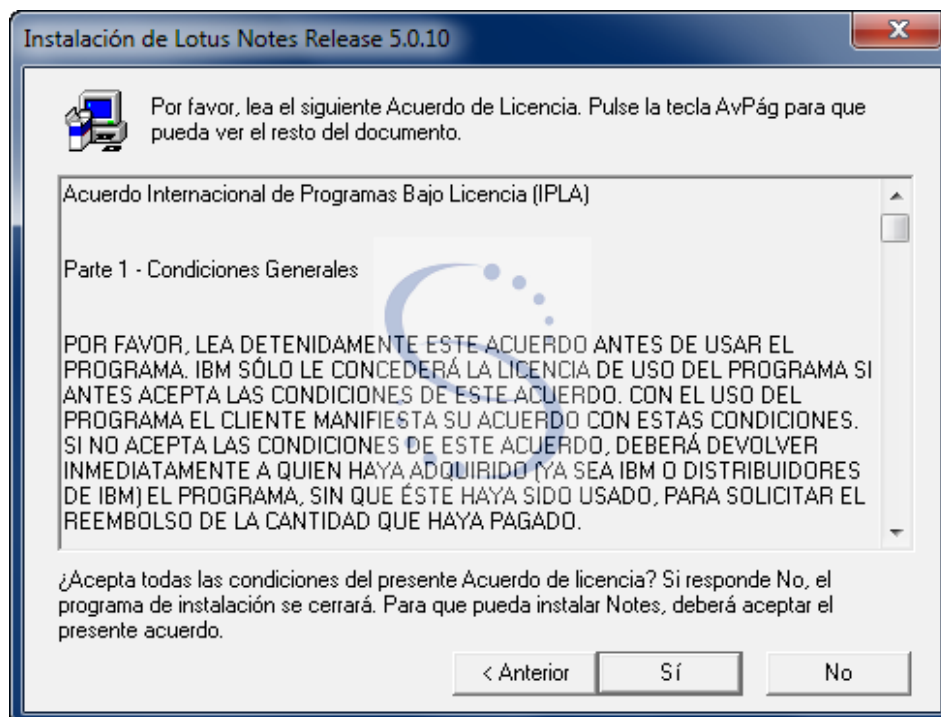 Instalación de Lotus Notes Release 5.0.10
Por favor, lea el siguiente Acuerdo de Licencia. Pulse la tecla AvPág para que
pueda ver el resto del documento.
Acuerdo Internacional de Programas Bajo Licencia (IPLA)
Parte 1 - Condiciones Generales
POR FAVOR, LEA DETENIDAMENTE ESTE ACUERDO ANTES DE USAR EL
PROGRAMA. IBM SÓLO LE CONCEDERÁ LA LICENCIA DE USO DEL PROGRAMA SI
ANTES ACEPTA LAS CONDICIONES DE ESTE ACUERDO. CON EL USO DEL
PROGRAMA EL CLIENTE MANIFIESTA SU ACUERDO CON ESTAS CONDICIONES.
SI NO ACEPTA LAS CONDICIONES DE ESTE ACUERDO, DEBERÁ DEVOLVER
INMEDIATAMENTE A QUIEN HAYA ADQUIRIDO (YA SEA IBM O DISTRIBUIDORES
DE IBM) EL PROGRAMA, SIN QUE ÉSTE HAYA SIDO USADO, PARA SOLICITAR EL
REEMBOLSO DE LA CANTIDAD QUE HAYA PAGADO.
¿Acepta todas las condiciones del presente Acuerdo de licencia? Si responde No, el
programa de instalación se cerrará. Para que pueda instalar Notes, deberá aceptar el
presente acuerdo.
< Anterior
Sí
No